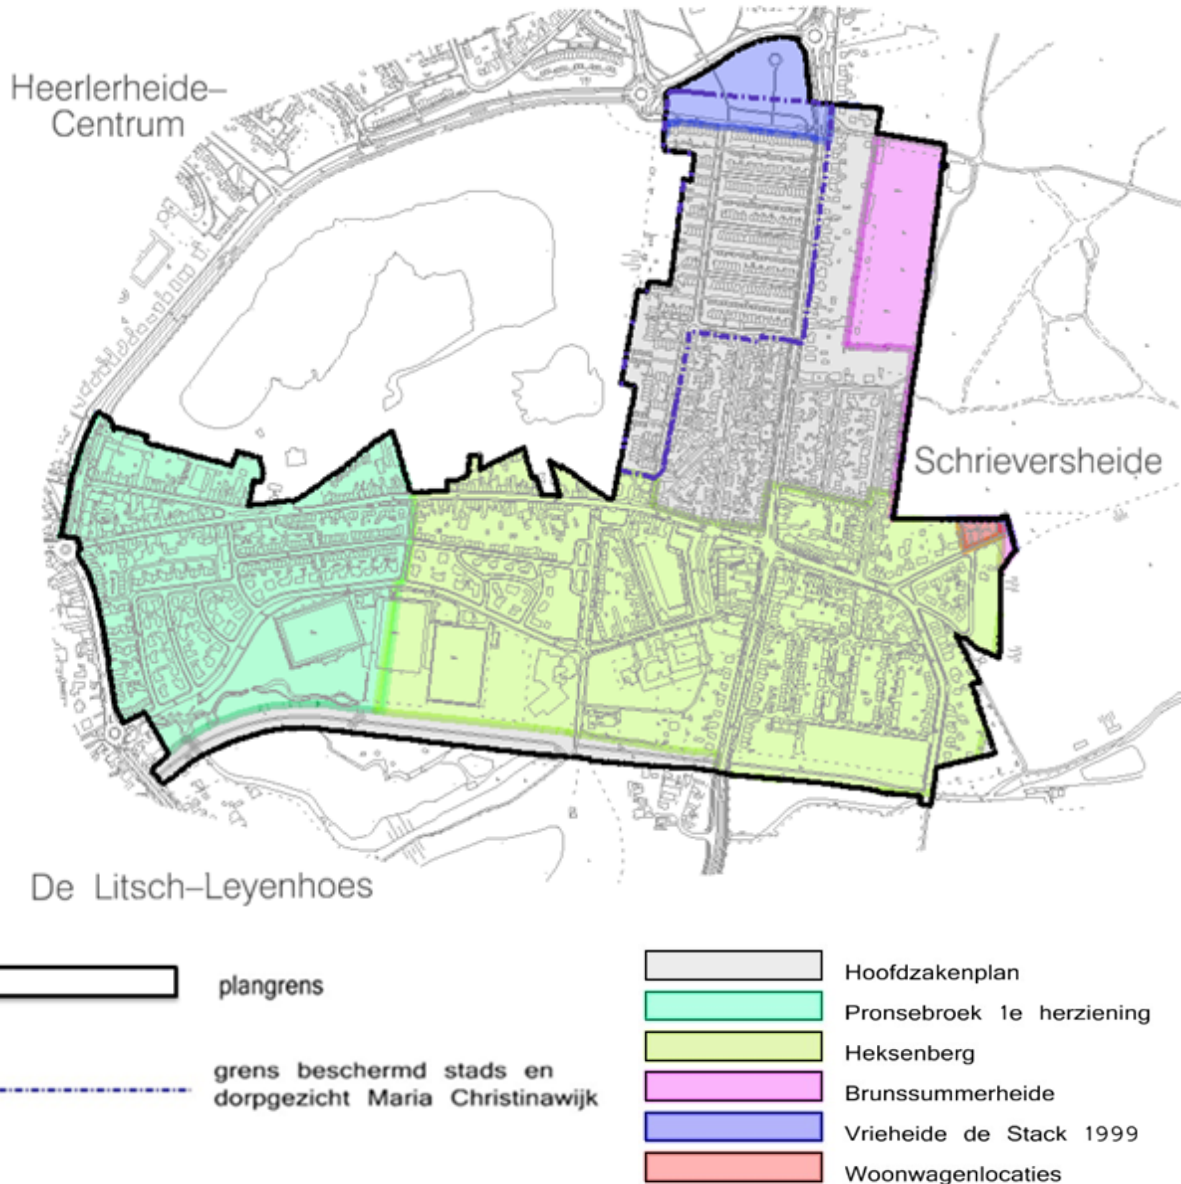 Heerlerheide–
Centrum
Schrieversheide
De Litsch–Leyenhoes
plangrens
grens beschermd stads en
dorpgezicht Maria Christinawijk
Hoofdzakenplan
Pronsebroek 1e herziening
Heksenberg
Brunssummerheide
Vrieheide de Stack 1999
Woonwagenlocaties